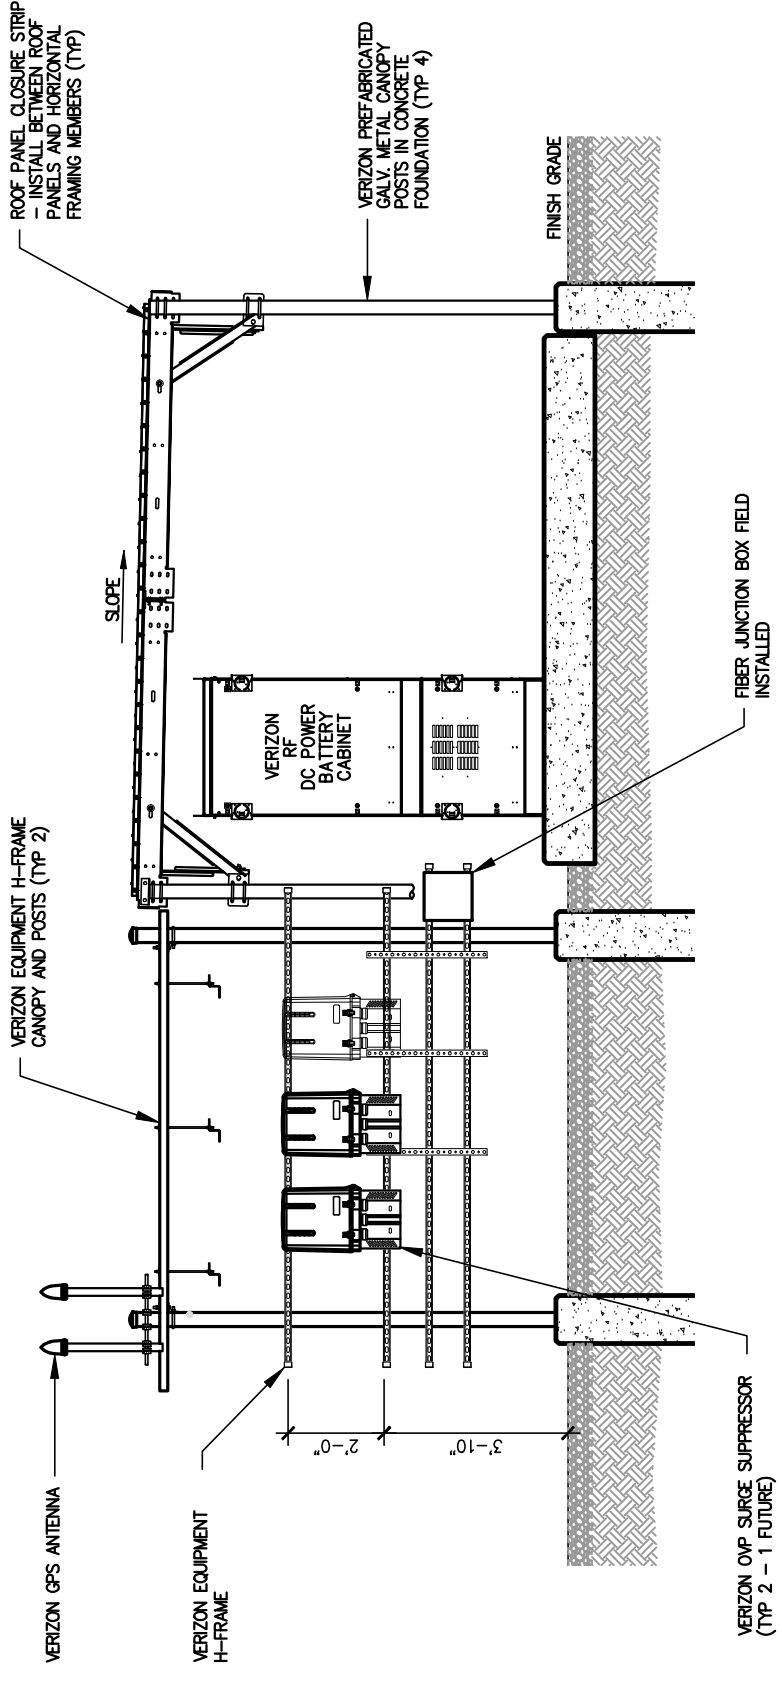 ROOF PANEL CLOSURE STRIP
- INSTALL BETWEEN ROOF
PANELS AND HORIZONTAL
FRAMING MEMBERS (TYP)
VERIZON PREFABRICATED
GALV. METAL CANOPY
POSTS IN CONCRETE
FOUNDATION (TYP 4)
FINISH GRADE
SLOPE
VERIZON
RF
DC POWER
BATTERY
CABINET
FIBER JUNCTION BOX FIELD
INSTALLED
VERIZON EQUIPMENT H-FRAME
CANOPY AND POSTS (TYP 2)
VERIZON GPS ANTENNA
VERIZON EQUIPMENT
H-FRAME
2'-0"
3'-10"
VERIZON OVP SURGE SUPPRESSOR
(TYP 2 - 1 FUTURE)